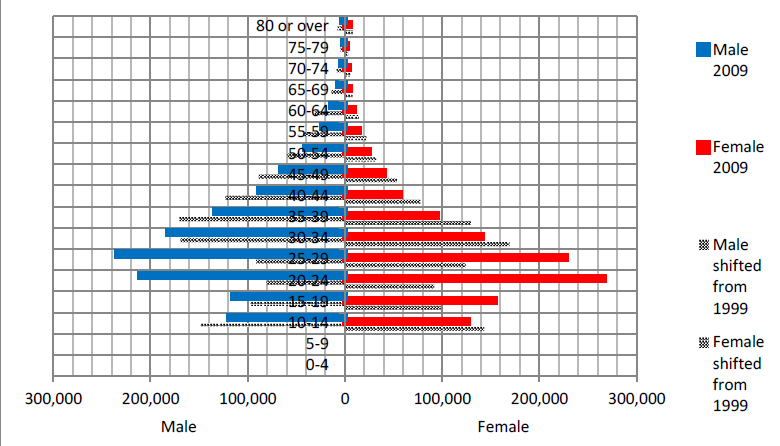 80 or over
75-79
70-74
65-69
60-64
55-59
50-54
45-49
40-44
35-39
30-34
25-29
20-24
15-19
10-14
5-9
0-4
300,000 200,000 100,000 0 100,000 200,000 300,000
Male Female
Male
2009
Female
2009
Male
shifted
from
1999
Female
shifted
from
1999